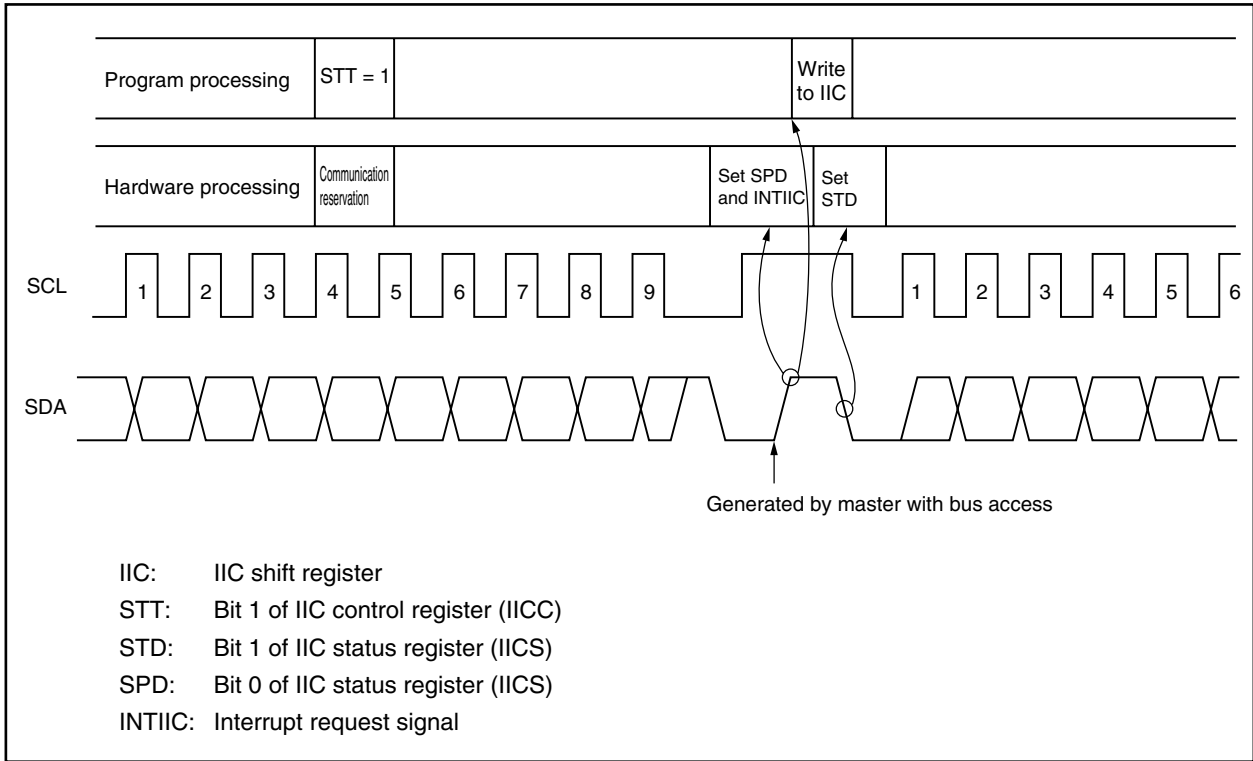 Program processing
STT = 1
Write
to IIC
Hardware processing
Communication
reservation
Set SPD
and INTIIC
Set
STD
SCL
1 2 3 4 5 6 7 8 9 1 2 3 4 5 6
SDA
Generated by master with bus access
IIC: IIC shift register
STT: Bit 1 of IIC control register (IICC)
STD: Bit 1 of IIC status register (IICS)
SPD: Bit 0 of IIC status register (IICS)
INTIIC: Interrupt request signal